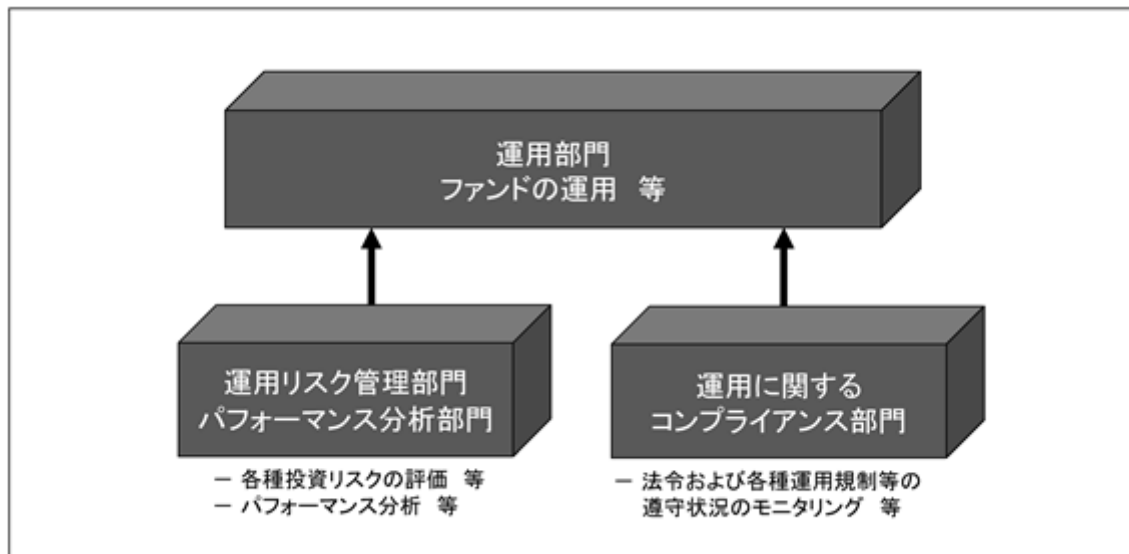 運用部門
ファンドの運用　等
運用リスク管理部門
パフォーマンス分析部門
－ 各種投資リスクの評価　等
－ パフォーマンス分析　等
運用に関する
コンプライアンス部門
－ 法令および各種運用規制等の
遵守状況のモニタリング　等